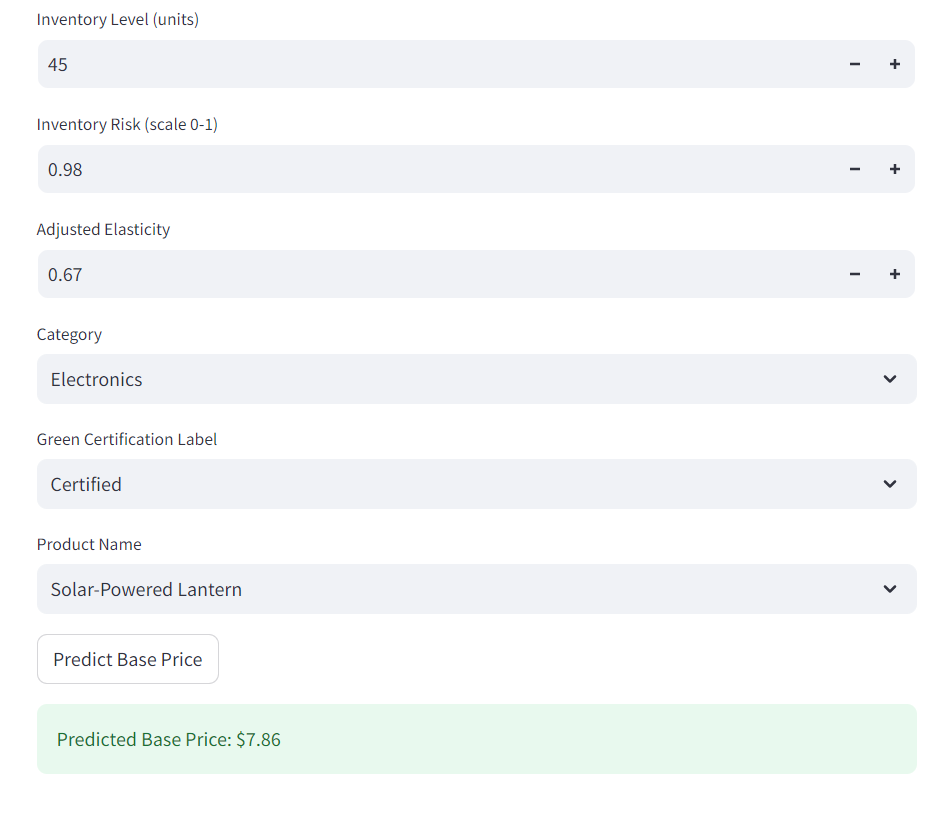 Inventory Level (units)
45
Inventory Risk (scale 0-1)
0.98
Adjusted Elasticity
0.67
Category
Electronics
Green Certification Label
Certified
Product Name
Solar-Powered Lantern
Predict Base Price
Predicted Base Price: $7.86